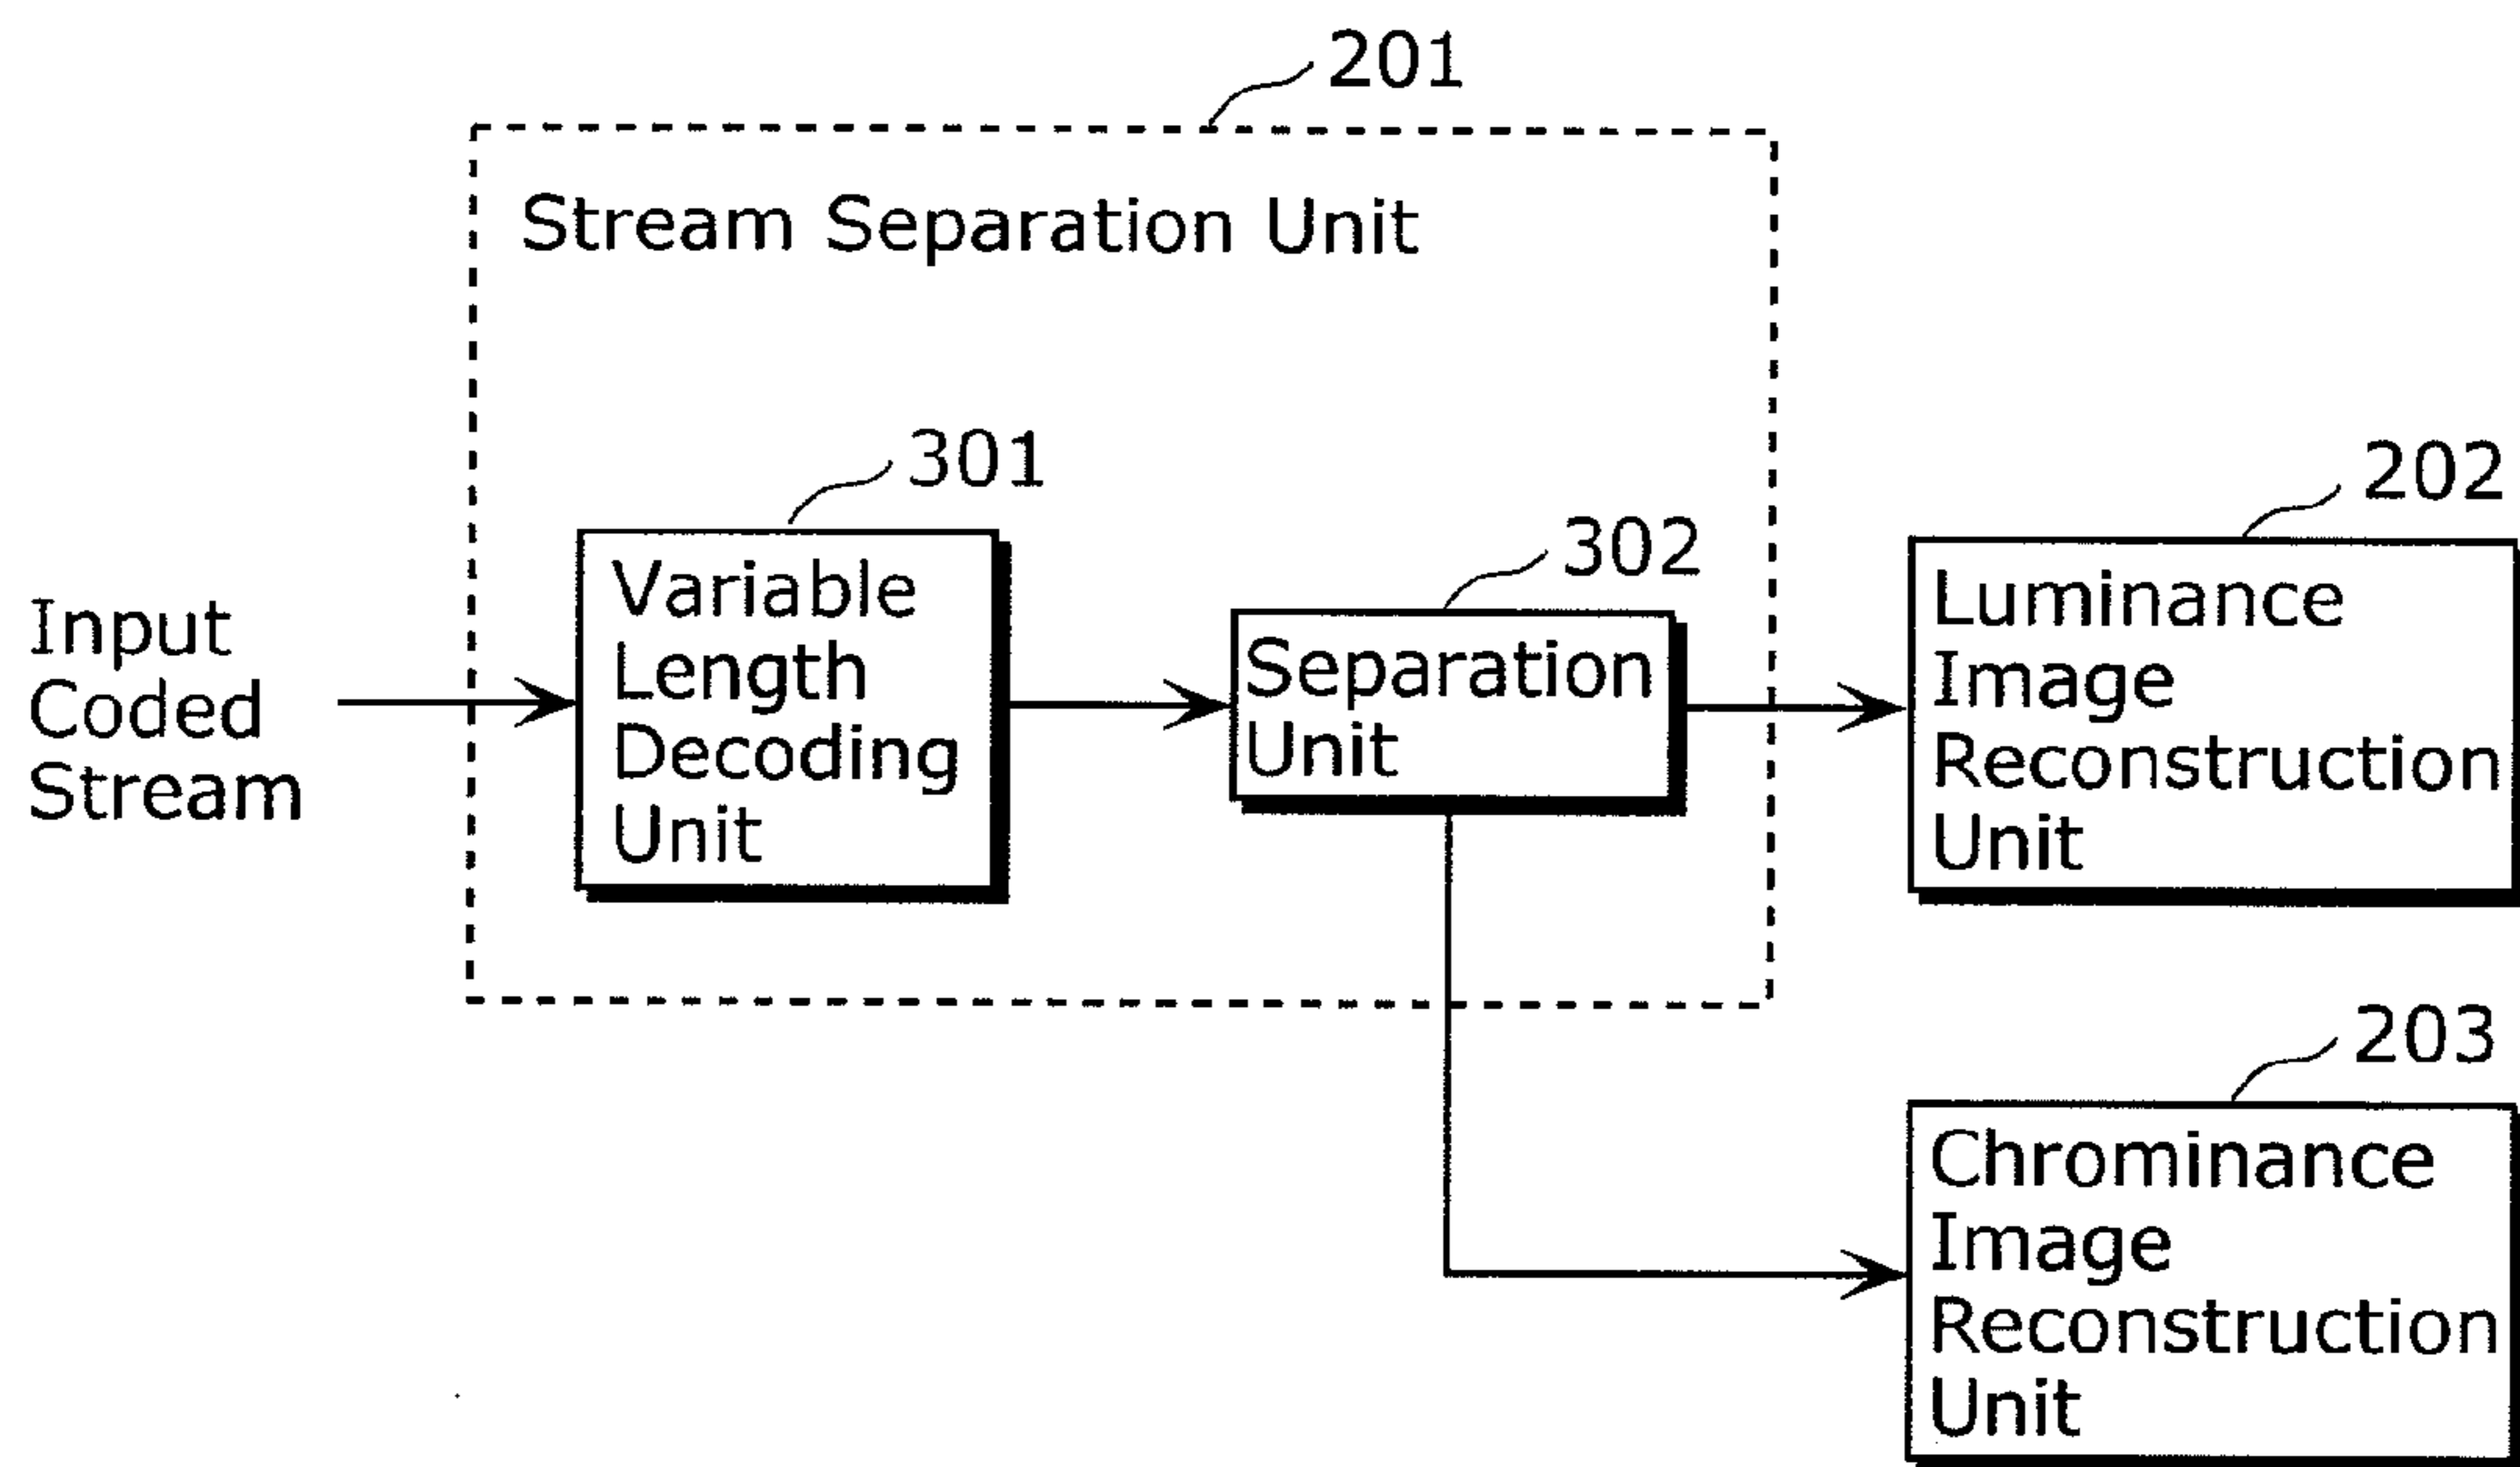 201
Stream Separation Unit
301
302
202
Input
Coded
Stream
Variable
Length
Decoding
Unit
Separation
Unit
Luminance
Image
Reconstruction
Unit
203
Chrominance
Image
Reconstruction
Unit